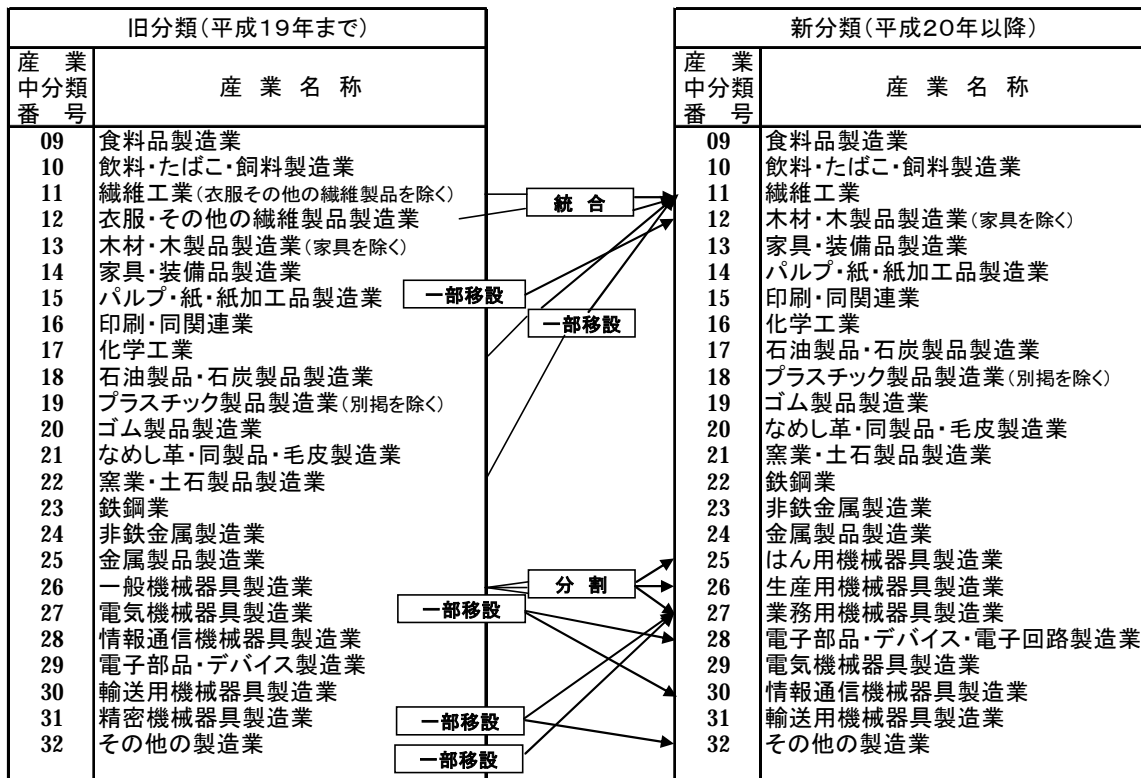 旧分類(平成19年まで)
産業中分類番号 産業名称
09 食料品製造業
10 飲料・たばこ・飼料製造業
11 繊維工業(衣服その他の繊維製品を除く)
12 衣服・その他の繊維製品製造業
13 木材・木製品製造業(家具を除く)
14 家具・装備品製造業
15 パルプ・紙・紙加工品製造業
16 印刷・同関連業
17 化学工業
18 石油製品・石炭製品製造業
19 プラスチック製品製造業(別掲を除く)
20 ゴム製品製造業
21 なめし革・同製品・毛皮製造業
22 窯業・土石製品製造業
23 鉄鋼業
24 非鉄金属製造業
25 金属製品製造業
26 一般機械器具製造業
27 電気機械器具製造業
28 情報通信機械器具製造業
29 電子部品・デバイス製造業
30 輸送用機械器具製造業
31 精密機械器具製造業
32 その他の製造業
統合
一部移設
一部移設
分割
一部移設
一部移設
一部移設
新分類(平成20年以降)
産業中分類番号 産業名称
09 食料品製造業
10 飲料・たばこ・飼料製造業
11 繊維工業
12 木材・木製品製造業(家具を除く)
13 家具・装備品製造業
14 パルプ・紙・紙加工品製造業
15 印刷・同関連業
16 化学工業
17 石油製品・石炭製品製造業
18 プラスチック製品製造業(別掲を除く)
19 ゴム製品製造業
20 なめし革・同製品・毛皮製造業
21 窯業・土石製品製造業
22 鉄鋼業
23 非鉄金属製造業
24 金属製品製造業
25 はん用機械器具製造業
26 生産用機械器具製造業
27 業務用機械器具製造業
28 電子部品・デバイス・電子回路製造業
29 電気機械器具製造業
30 情報通信機械器具製造業
31 輸送用機械器具製造業
32 その他の製造業